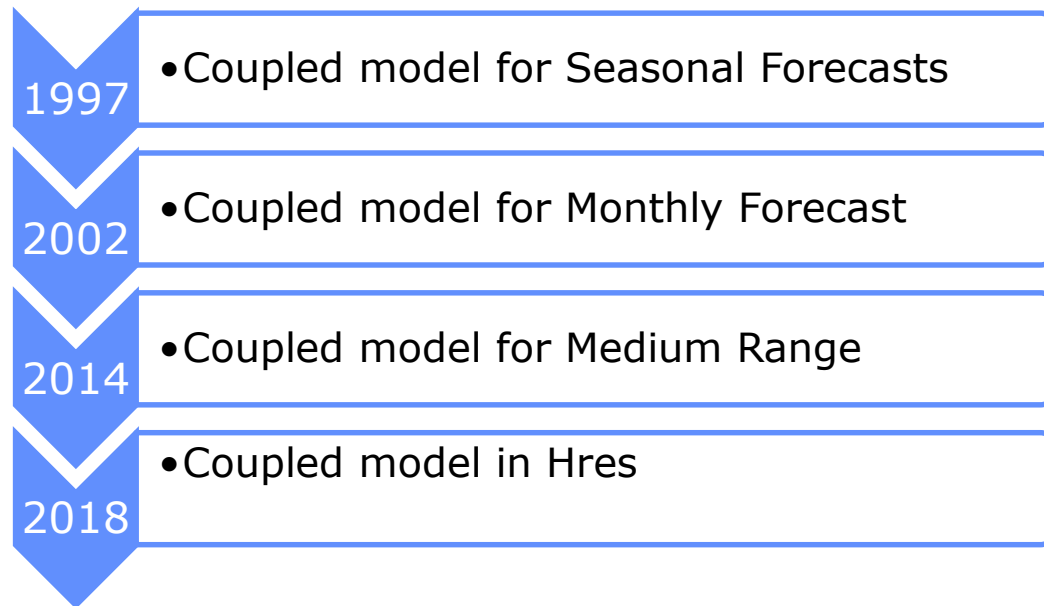 1997
•Coupled model for Seasonal Forecasts
2002
•Coupled model for Monthly Forecast
2014
•Coupled model for Medium Range
2018
•Coupled model in Hres